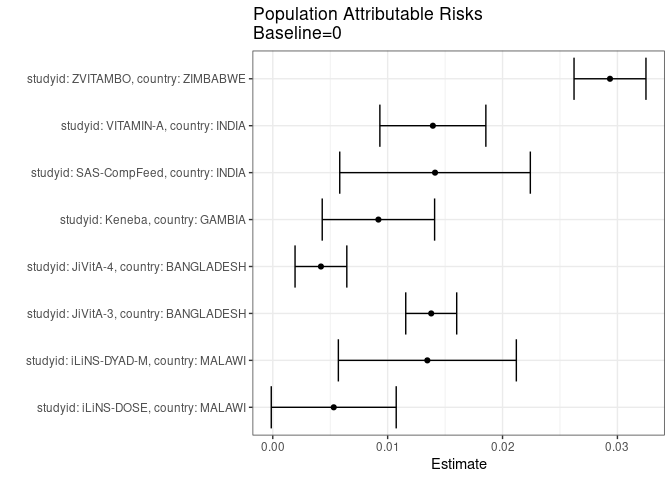 Population Attributable Risks
Baseline=0
studyid: ZVITAMBO, country: ZIMBABWE
studyid: VITAMIN-A, country: INDIA
studyid: SAS-CompFeed, country: INDIA
studyid: Keneba, country: GAMBIA
studyid: JiVitA-4, country: BANGLADESH
studyid: JiVitA-3, country: BANGLADESH
studyid: iLiNS-DYAD-M, country: MALAWI
studyid: iLiNS-DOSE, country: MALAWI
0.00 0.01 0.02 0.03
Estimate